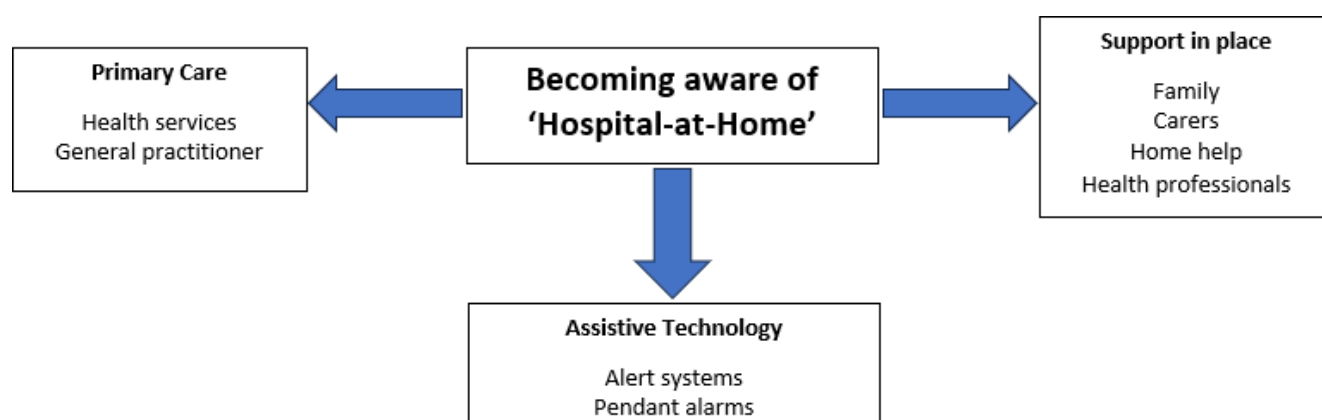 Primary Care
Health services
General practitioner
Becoming aware of
‘Hospital-at-Home’
Support in place
Family
Carers
Home help
Health professionals
Assistive Technology
Alert systems
Pendant alarms